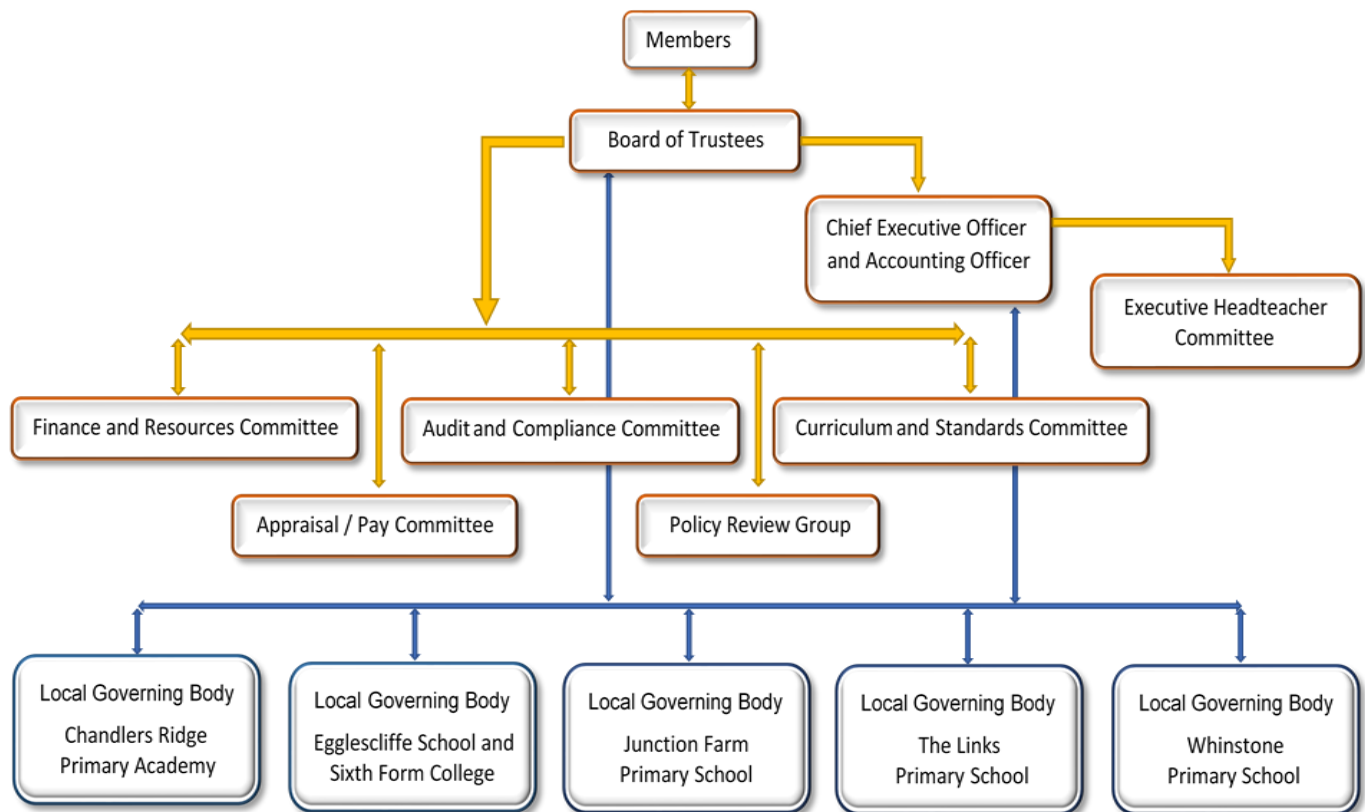 Members
Board of Trustees
Chief Executive Officer
and Accounting Officer
Executive Headteacher
Committee
Finance and Resources Committee
Audit and Compliance Committee
Curriculum and Standards Committee
Appraisal / Pay Committee
Policy Review Group
Local Governing Body
Chandlers Ridge
Primary Academy
Local Governing Body
Egglescliffe School and
Sixth Form College
Local Governing Body
Junction Farm
Primary School
Local Governing Body
The Links
Primary School
Local Governing Body
Whinstone
Primary School